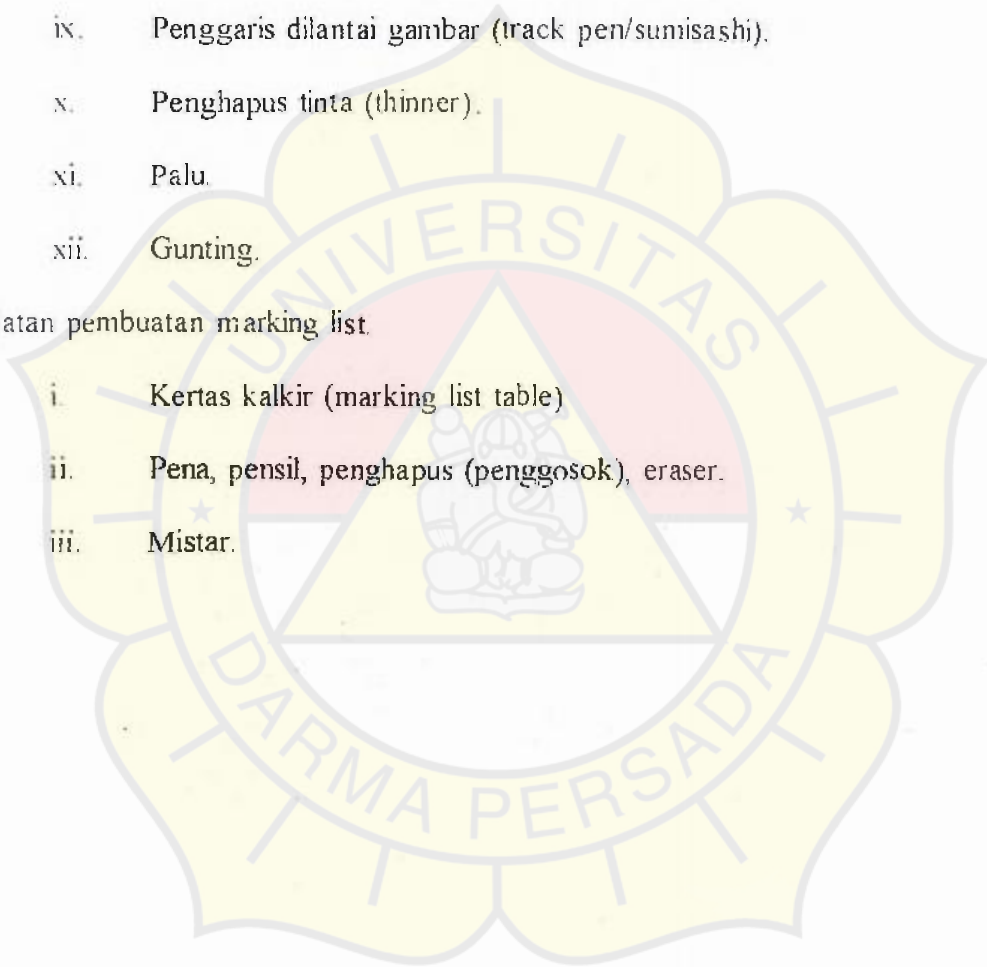 ix. Penggaris dilantai gambar (track pen/sumisashi).
x. Penghapus tinta (thinner).
xi. Palu.
xii. Gunting.
atan pembuatan marking list.
i. Kertas kalkir (marking list table)
ii. Pena, pensil, penghapus (penggosok), eraser.
iii. Mistar.
UNIVERSITAS
DARMA PERSADA